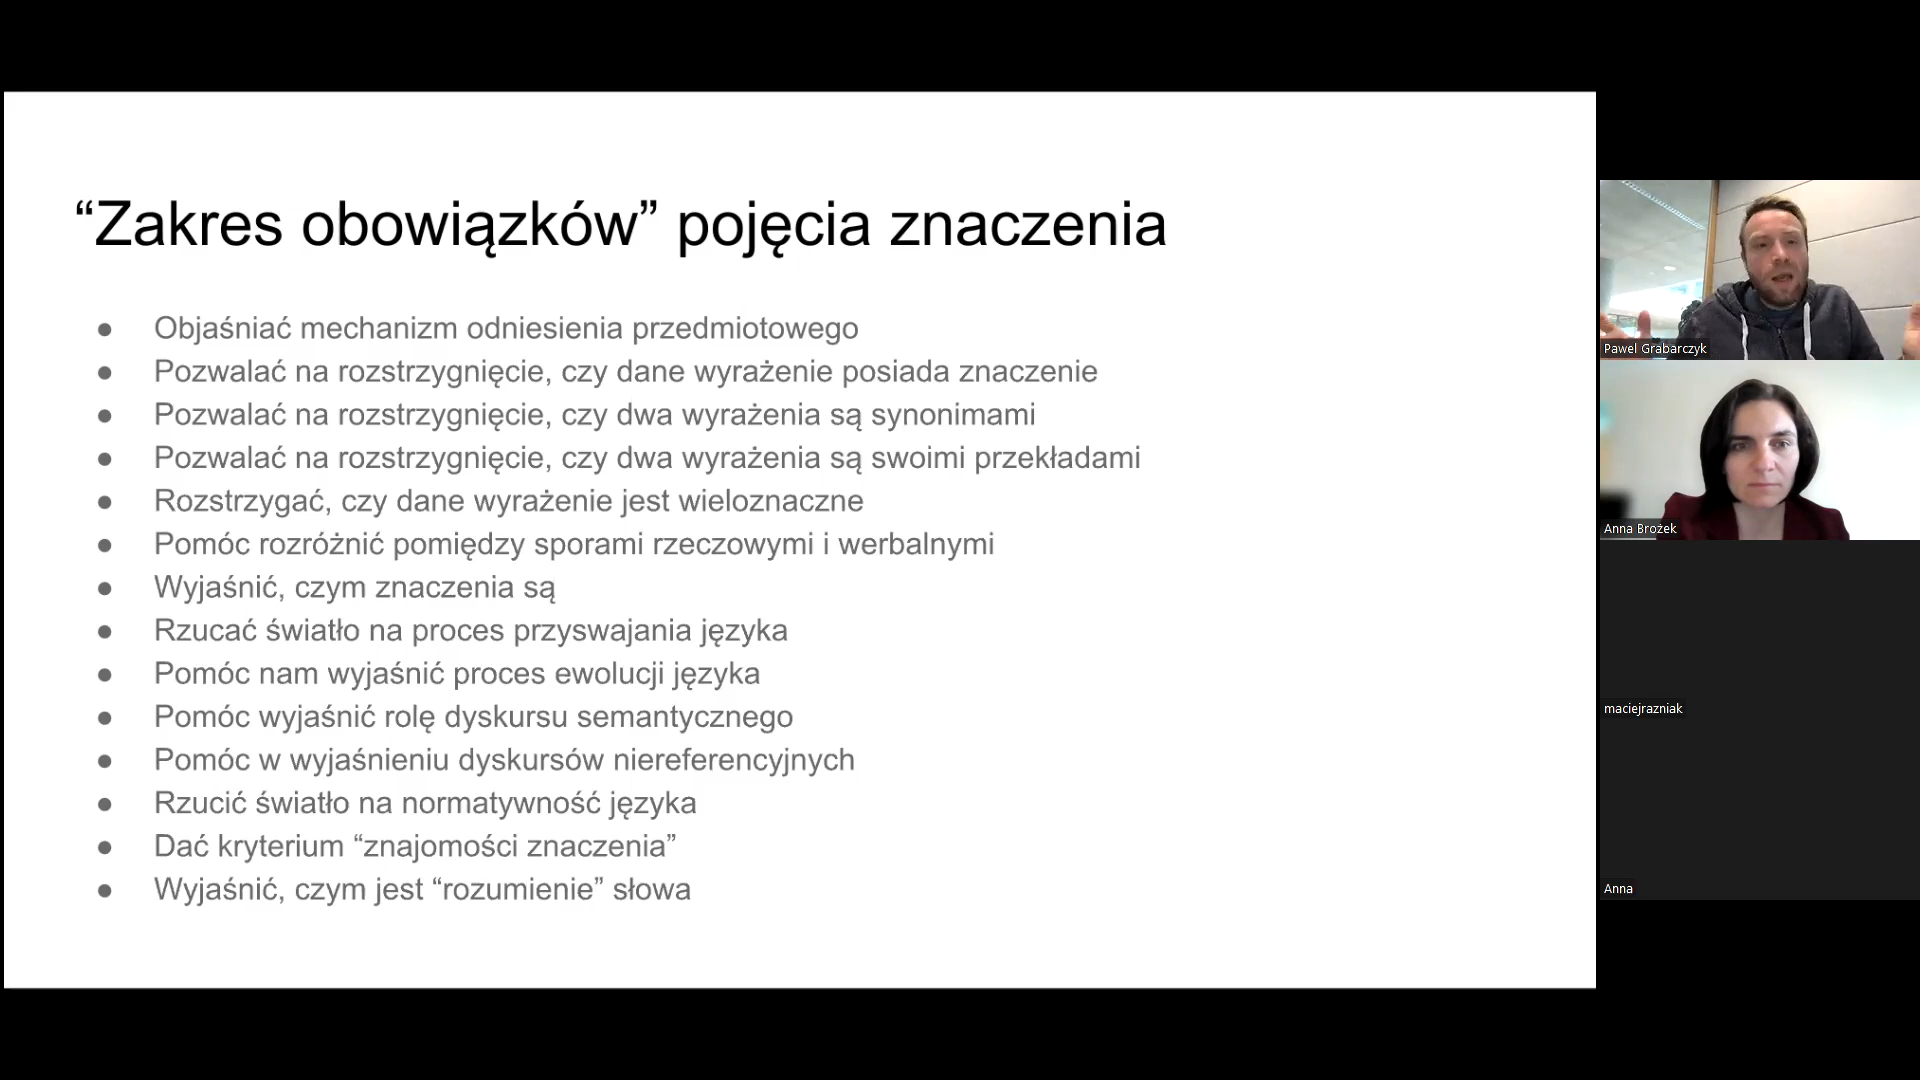 “Zakres obowiązków” pojęcia znaczenia
● Objaśniać mechanizm odniesienia przedmiotowego
● Pozwalać na rozstrzygnięcie, czy dane wyrażenie posiada znaczenie
● Pozwalać na rozstrzygnięcie, czy dwa wyrażenia są synonimami
● Pozwalać na rozstrzygnięcie, czy dwa wyrażenia są swoimi przekładami
● Rozstrzygać, czy dane wyrażenie jest wieloznaczne
● Pomóc rozróżnić pomiędzy sporami rzeczowymi i werbalnymi
● Wyjaśnić, czym znaczenia są
● Rzucać światło na proces przyswajania języka
● Pomóc nam wyjaśnić proces ewolucji języka
● Pomóc wyjaśnić rolę dyskursu semantycznego
● Pomóc w wyjaśnieniu dyskursów niereferencyjnych
● Rzucić światło na normatywność języka
● Dać kryterium “znajomości znaczenia”
● Wyjaśnić, czym jest “rozumienie” słowa
Pawel Grabarczyk
Anna Brożek
maciejrazniak
Anna